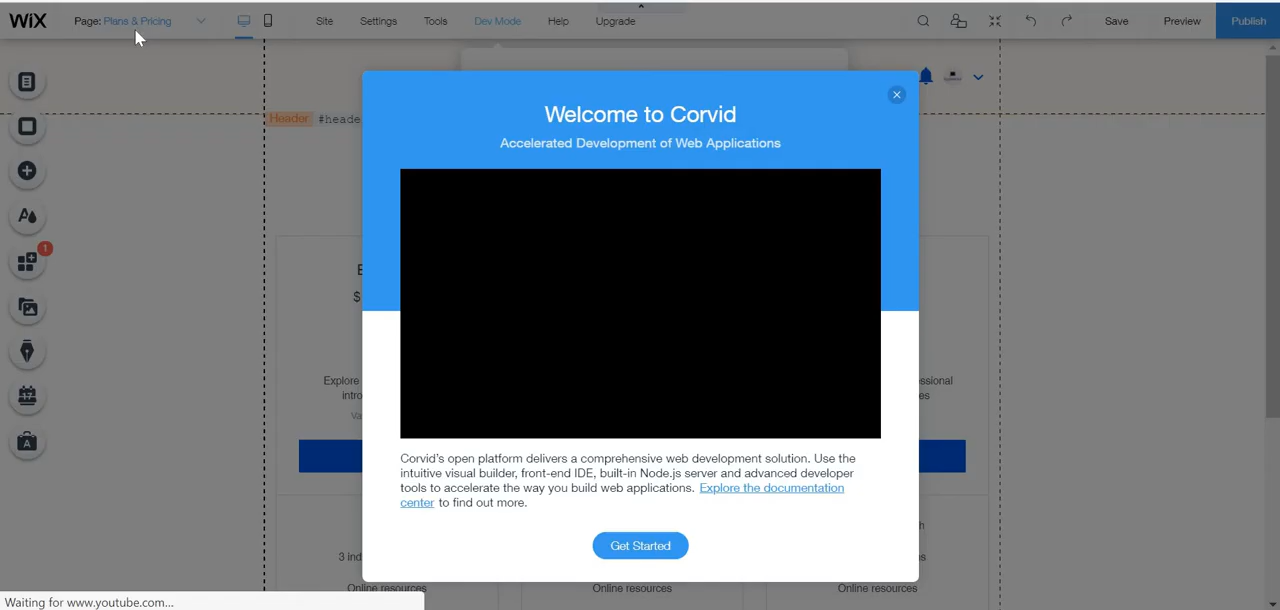 WiX Page: Plans & Pricing Site Settings Tools Dev Mode Help Upgrade Save Preview Publish
Header #heade
Welcome to Corvid
Accelerated Development of Web Applications
1
$
Explore
essional
intro
es
Va
Corvid's open platform delivers a comprehensive web development solution. Use the
intuitive visual builder, front-end IDE, built-in Node.js server and advanced developer
tools to accelerate the way you build web applications. Explore the documentation
center to find out more.
Get Started
3 ind
Online resources Online resources Online resources
Waiting for www.youtube.com...